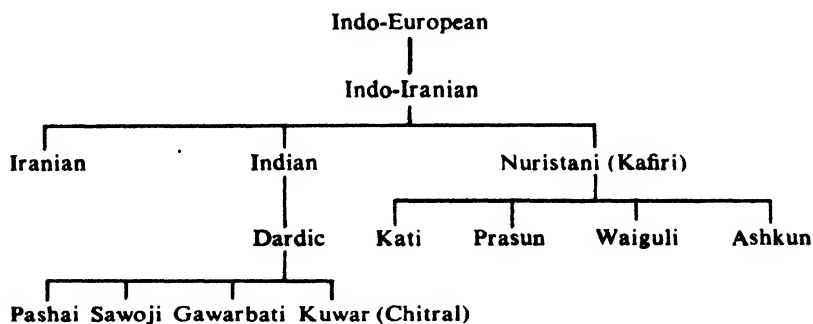 Indo-European
Indo-Iranian
Iranian Indian Nuristani (Kafiri)
Dardic Kati Prasun Waiguli Ashkun
Pashai Sawoji Gawarbati Kuwar (Chitral)